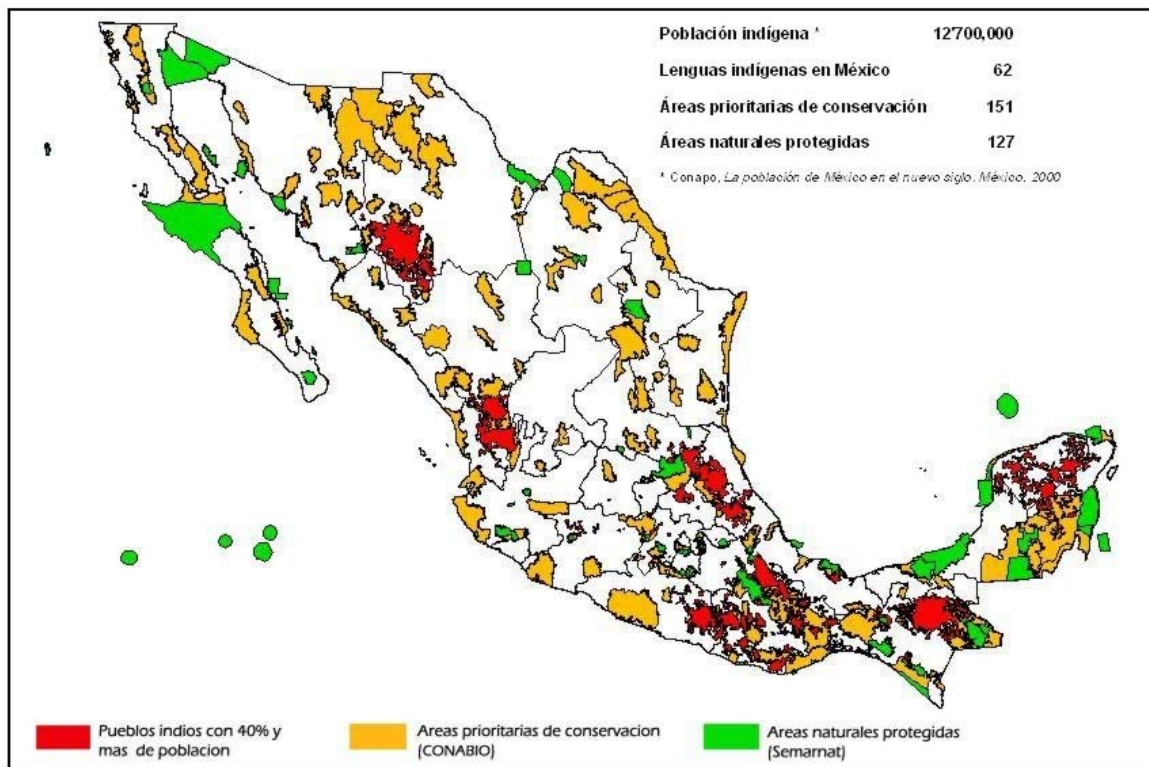 Población indígena * 12'700,000
Lenguas indígenas en México 62
Áreas prioritarias de conservación 151
Áreas naturales protegidas 127
* Conapo, La población de México en el nuevo siglo. México, 2000
Pueblos indios con 40% y
mas de poblacion
Areas prioritarias de conservacion
(CONABIO)
Areas naturales protegidas
(Semarnat)